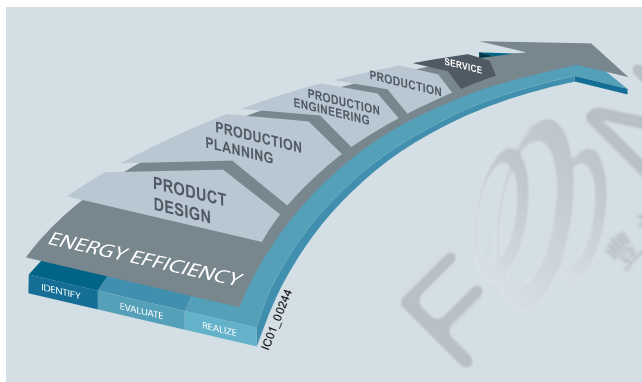 SERVICE
PRODUCTION
PRODUCTION
ENGINEERING
PRODUCTION
PLANNING
PRODUCT
DESIGN
ENERGY EFFICIENCY
IDENTIFY
EVALUATE
REALIZE
IC01_00244